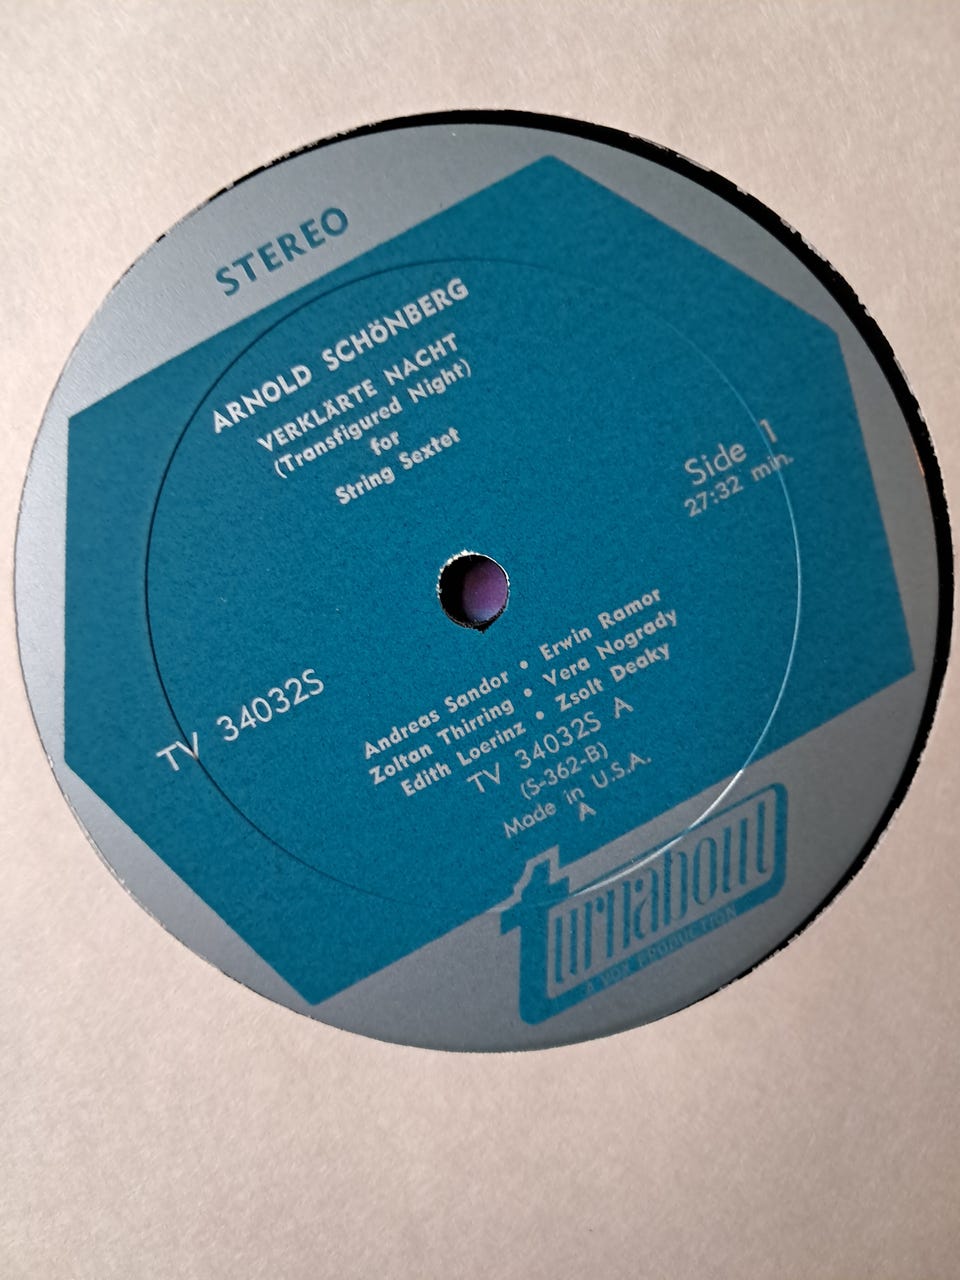 STEREO
ARNOLD SCHÖNBERG
VERKLÄRTE NACHT
(Transfigured Night)
for
String Sextet
Side 1
27:32 min.
TV 34032S
Andreas Sandor • Erwin Ramor
Zoltan Thirring • Vera Nogrady
Edith Loerinz • Zsolt Deaky
TV 34032S A
(S-362-B)
Made in U.S.A.
A
turnabout
A VOX PRODUCTION